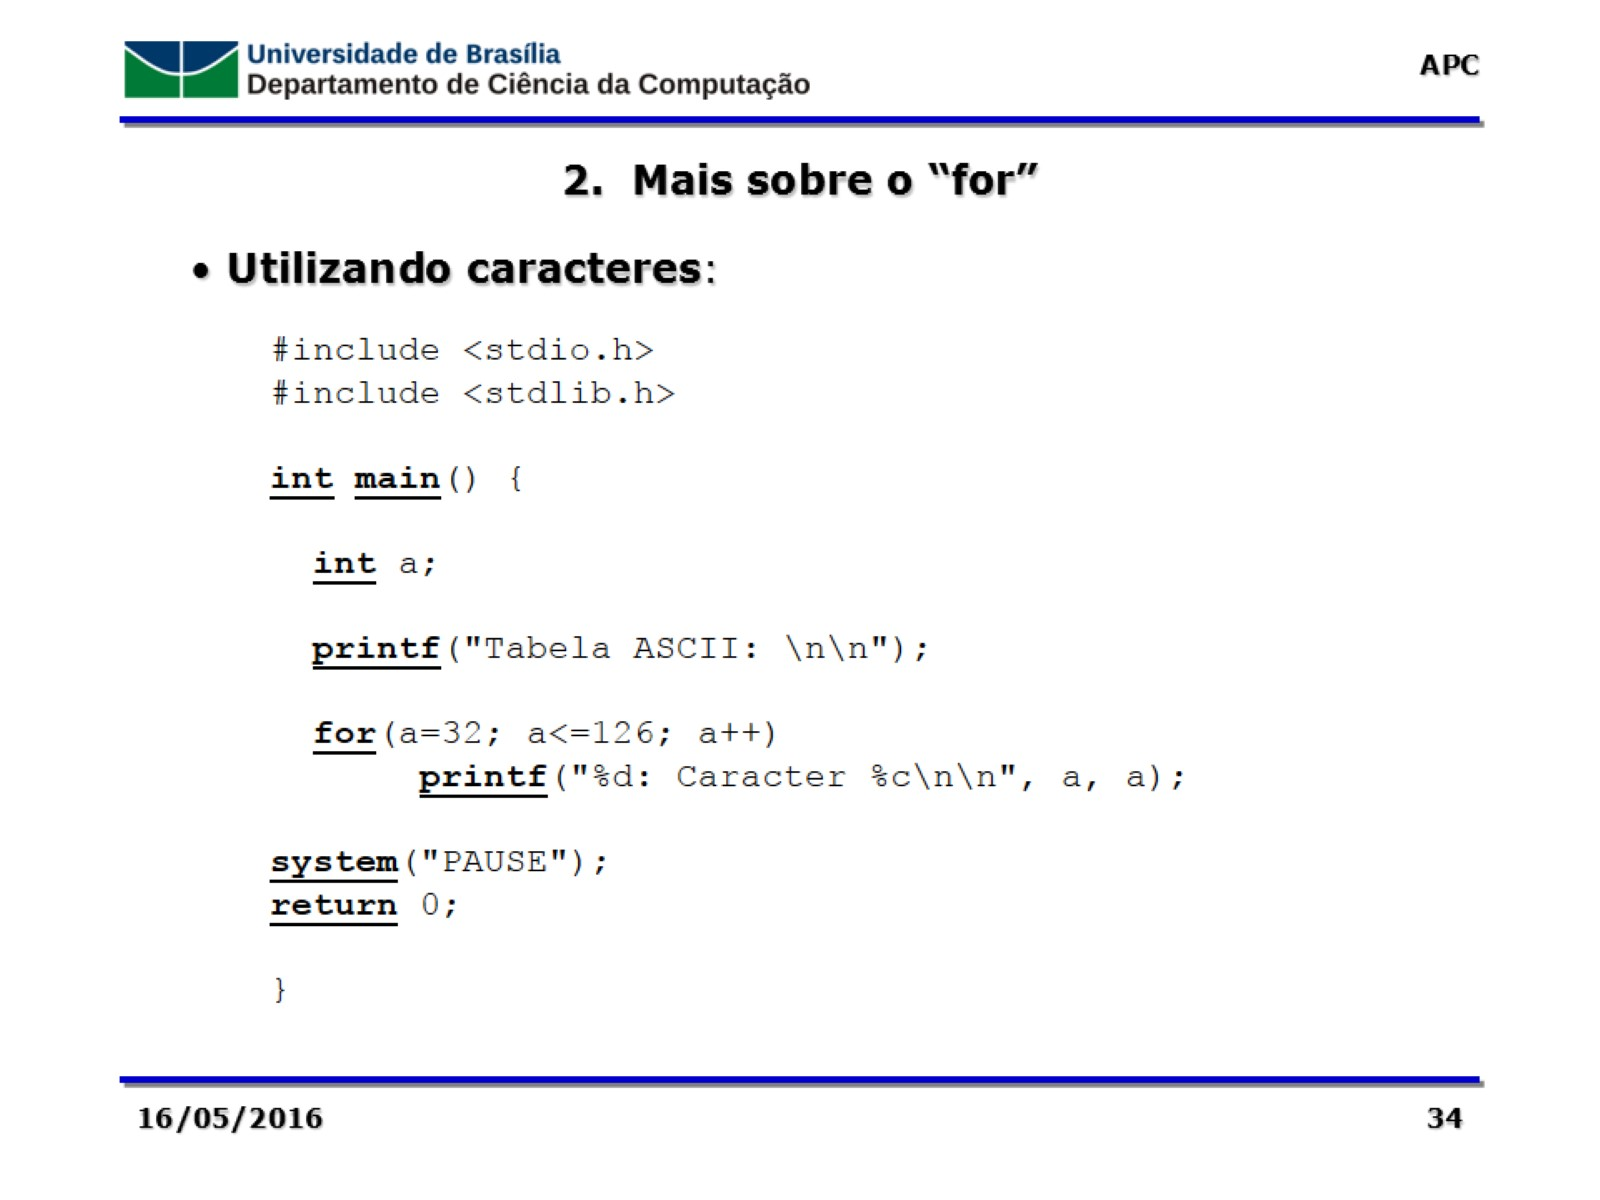 Universidade de Brasília
Departamento de Ciência da Computação
APC
2. Mais sobre o “for”
• Utilizando caracteres:
#include <stdio.h>
#include <stdlib.h>
int main() {
int a;
printf("Tabela ASCII: \n\n");
for(a=32; a<=126; a++)
printf("%d: Caracter %c\n\n", a, a);
system("PAUSE");
return 0;
}
16/05/2016
34